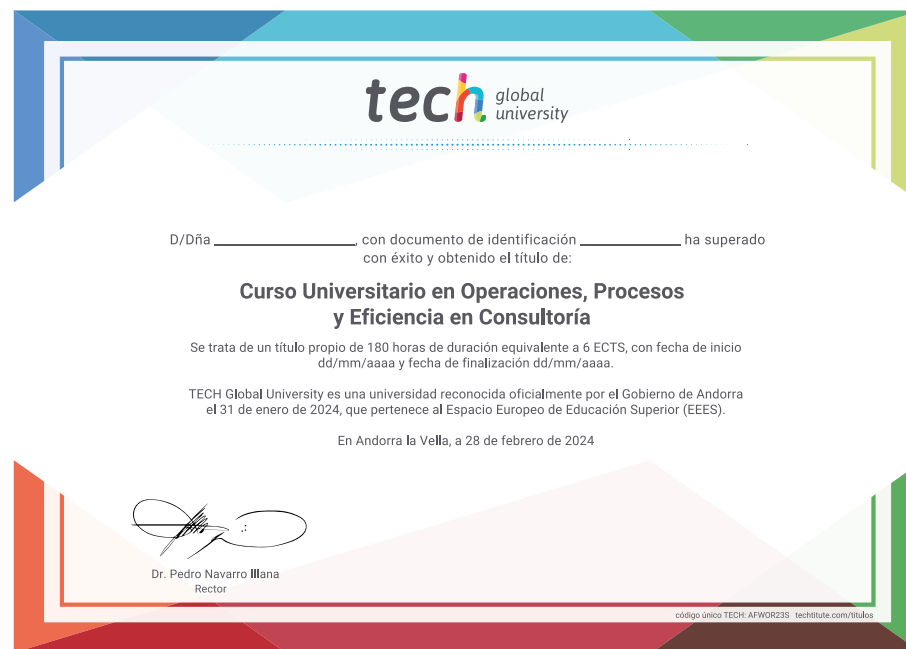 tech global university
D/Dña ______________, con documento de identificación ______________ ha superado
con éxito y obtenido el título de:
Curso Universitario en Operaciones, Procesos
y Eficiencia en Consultoría
Se trata de un título propio de 180 horas de duración equivalente a 6 ECTS, con fecha de inicio
dd/mm/aaaa y fecha de finalización dd/mm/aaaa.
TECH Global University es una universidad reconocida oficialmente por el Gobierno de Andorra
el 31 de enero de 2024, que pertenece al Espacio Europeo de Educación Superior (EEES).
En Andorra la Vella, a 28 de febrero de 2024
Dr. Pedro Navarro Illana
Rector
código único TECH: AFWOR23S techtitute.com/titulos